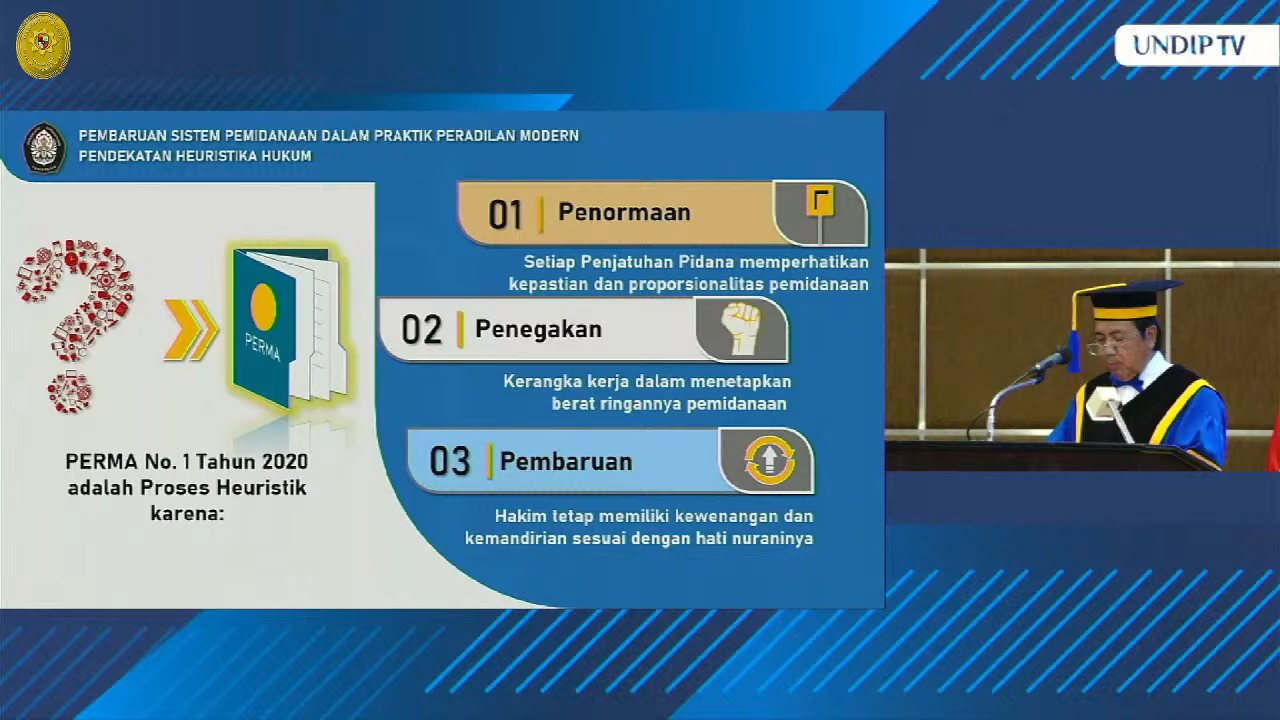 UNDIP TV
PEMBARUAN SISTEM PEMIDANAAN DALAM PRAKTIK PERADILAN MODERN
PENDEKATAN HEURISTIKA HUKUM
01 Penormaan
Setiap Penjatuhan Pidana memperhatikan
kepastian dan proporsionalitas pemidanaan
02 Penegakan
Kerangka kerja dalam menetapkan
berat ringannya pemidanaan
03 Pembaruan
Hakim tetap memiliki kewenangan dan
kemandirian sesuai dengan hati nuraninya
PERMA
PERMA No. 1 Tahun 2020
adalah Proses Heuristik
karena: